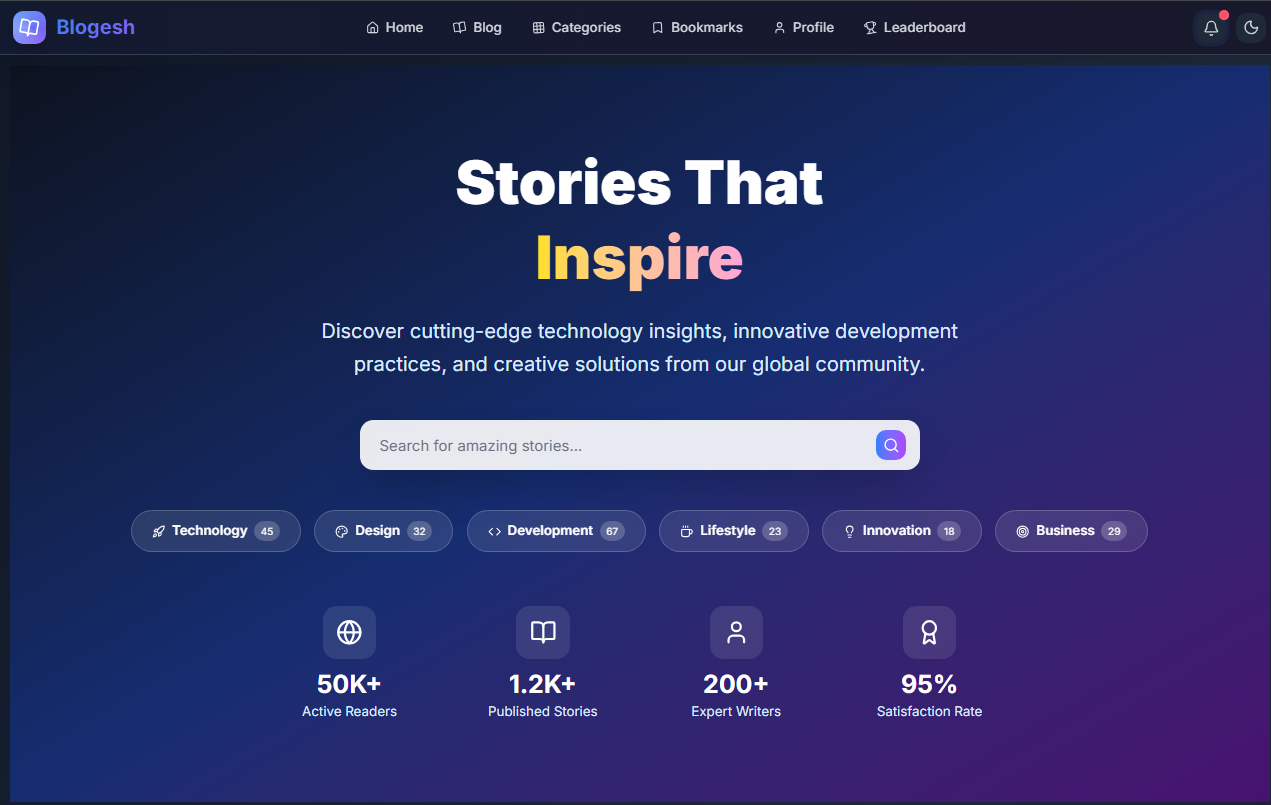 Blogesh
Home Blog Categories Bookmarks Profile Leaderboard
Stories That
Inspire
Discover cutting-edge technology insights, innovative development
practices, and creative solutions from our global community.
Search for amazing stories...
Technology 45 Design 32 Development 67 Lifestyle 23 Innovation 18 Business 29
50K+ 1.2K+ 200+ 95%
Active Readers Published Stories Expert Writers Satisfaction Rate